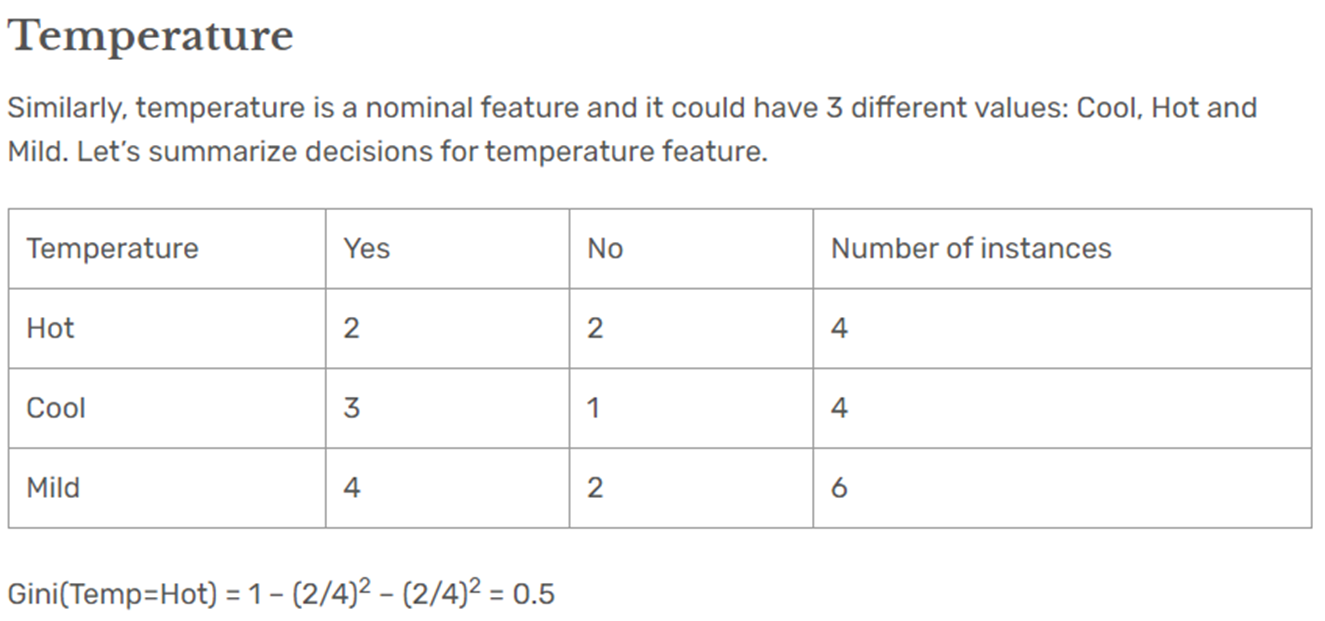 Temperature
Similarly, temperature is a nominal feature and it could have 3 different values: Cool, Hot and
Mild. Let’s summarize decisions for temperature feature.
Temperature Yes No Number of instances
Hot 2 2 4
Cool 3 1 4
Mild 4 2 6
Gini(Temp=Hot) = 1 – (2/4)² – (2/4)² = 0.5